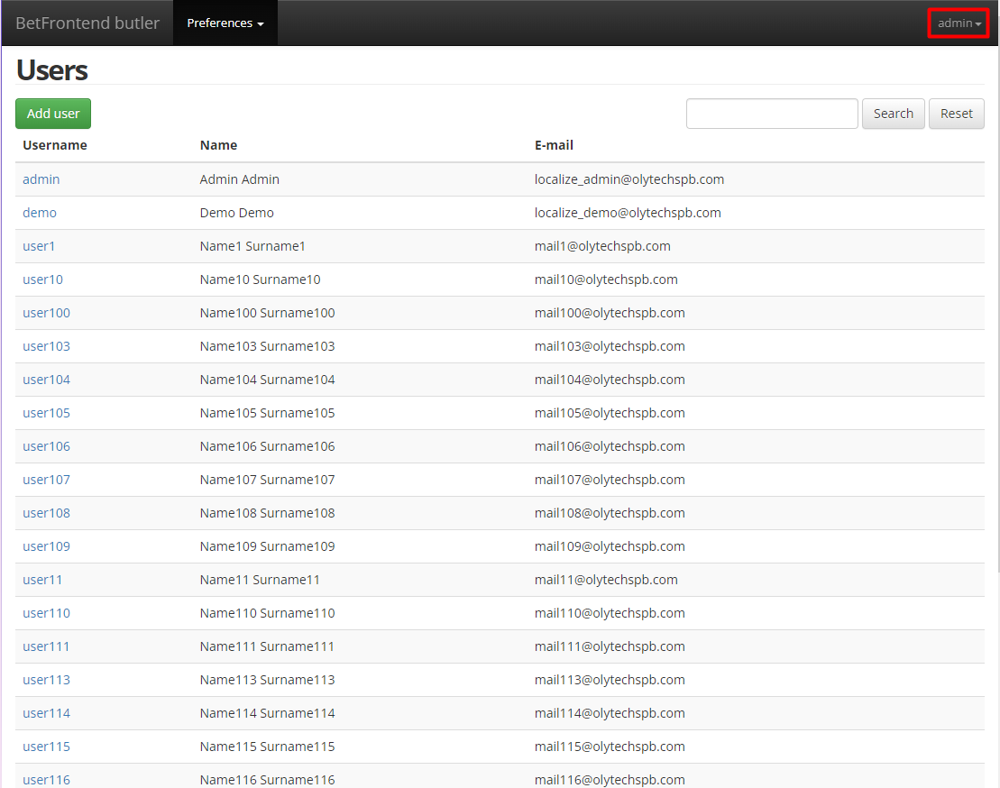 BetFrontend butler Preferences admin
Users
Add user Search Reset
Username Name E-mail
admin Admin Admin localize_admin@olytechspb.com
demo Demo Demo localize_demo@olytechspb.com
user1 Name1 Surname1 mail1@olytechspb.com
user10 Name10 Surname10 mail10@olytechspb.com
user100 Name100 Surname100 mail100@olytechspb.com
user103 Name103 Surname103 mail103@olytechspb.com
user104 Name104 Surname104 mail104@olytechspb.com
user105 Name105 Surname105 mail105@olytechspb.com
user106 Name106 Surname106 mail106@olytechspb.com
user107 Name107 Surname107 mail107@olytechspb.com
user108 Name108 Surname108 mail108@olytechspb.com
user109 Name109 Surname109 mail109@olytechspb.com
user11 Name11 Surname11 mail11@olytechspb.com
user110 Name110 Surname110 mail110@olytechspb.com
user111 Name111 Surname111 mail111@olytechspb.com
user113 Name113 Surname113 mail113@olytechspb.com
user114 Name114 Surname114 mail114@olytechspb.com
user115 Name115 Surname115 mail115@olytechspb.com
user116 Name116 Surname116 mail116@olytechspb.com